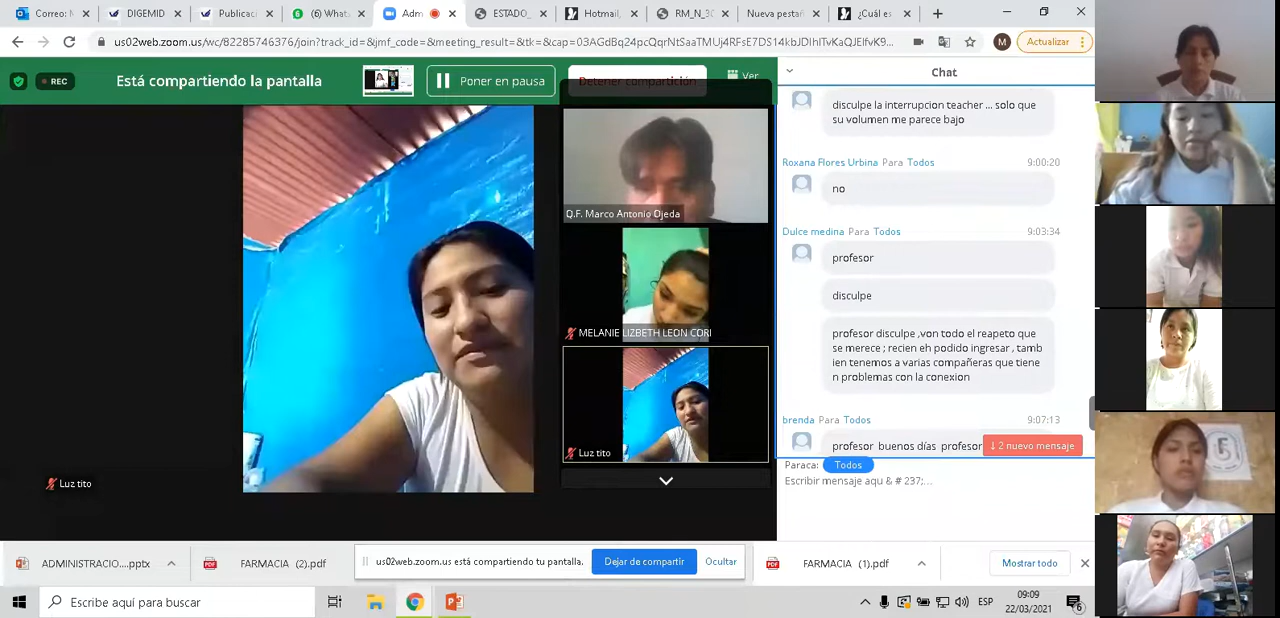 Correo: M
DIGEMID
Publicaci
(6) What
Adm
ESTADO_
Hotmail,
RM_N_3(
Nueva pestañ
¿Cuál es
us02web.zoom.us/wc/82285746376/join?track_id=&jmf_code=&meeting_result=&tk=&cap=
M
Actualizar
REC
Está compartiendo la pantalla
Poner en pausa
Detener compartición
Ver
Chat
disculpe la interrupcion teacher ... solo que
su volumen me parece bajo
Roxana Flores Urbina Para Todos 9:00:20
no
Dulce medina Para Todos 9:03:34
profesor
disculpe
profesor disculpe ,von todo el reapeto que
se merece ; recien eh podido ingresar , tamb
ien tenemos a varias compañeras que tiene
n problemas con la conexion
brenda Para Todos 9:07:13
profesor buenos días profesor
↓ 2 nuevo mensaje
Paraca: Todos
Escribir mensaje aqu & # 237;...
Q.F. Marco Antonio Ojeda
MELANIE LIZBETH LEON CORI
Luz tito
Luz tito
ADMINISTRACIO....pptx
FARMACIA (2).pdf
us02web.zoom.us está compartiendo tu pantalla.
Dejar de compartir
Ocultar
FARMACIA (1).pdf
Mostrar todo
Escribe aquí para buscar
ESP
09:09
22/03/2021
6